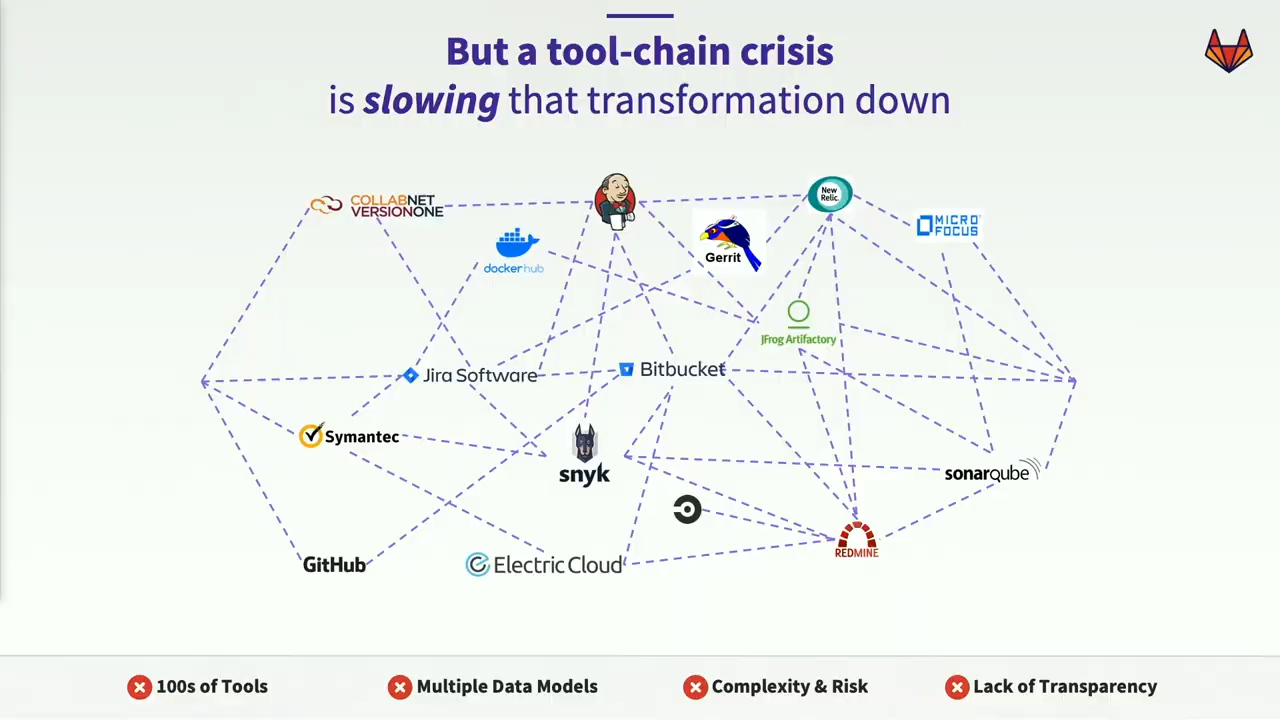 But a tool-chain crisis
is slowing that transformation down
COLLABNET
VERSIONONE
New
Relic.
MICRO
FOCUS
docker hub
Gerrit
JFrog Artifactory
Jira Software
Bitbucket
Symantec
snyk
sonarqube
REDMINE
GitHub
Electric Cloud
100s of Tools
Multiple Data Models
Complexity & Risk
Lack of Transparency